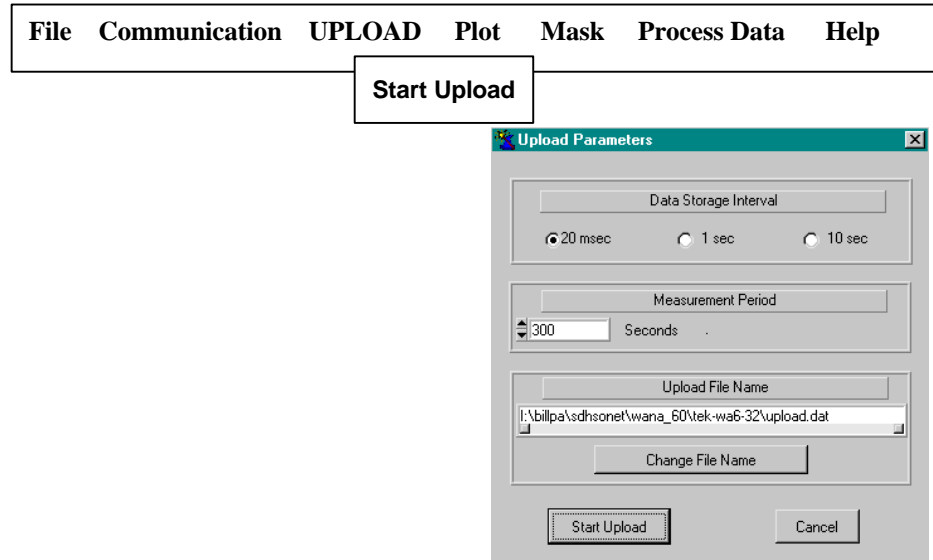 File Communication UPLOAD Plot Mask Process Data Help
Start Upload
Upload Parameters
Data Storage Interval
20 msec 1 sec 10 sec
Measurement Period
300 Seconds .
Upload File Name
I:\billpa\sdhsonet\wana_60\tek-wa6-32\upload.dat
Change File Name
Start Upload Cancel